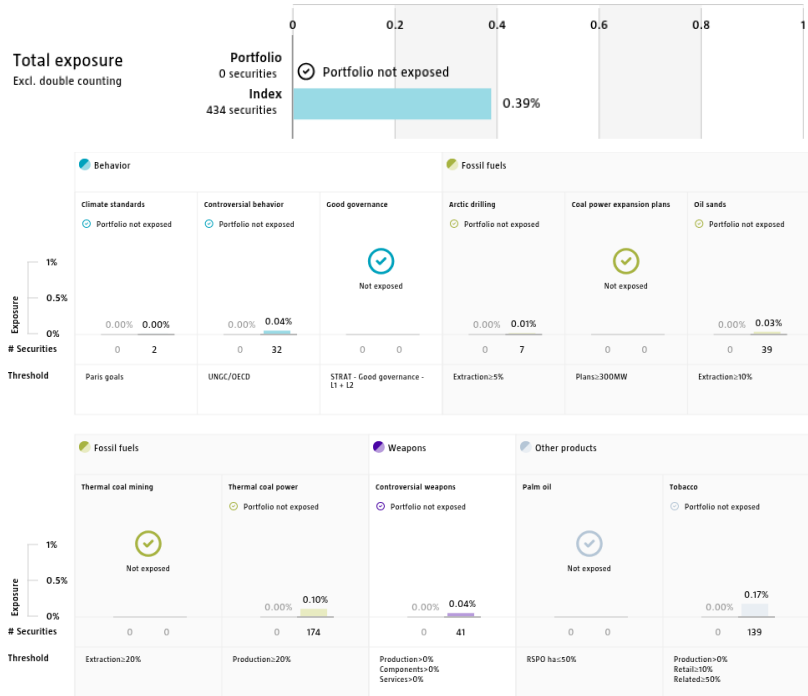 0 0.2 0.4 0.6 0.8 1
Total exposure
Excl. double counting
Portfolio
0 securities
Portfolio not exposed
Index
434 securities
0.39%
Behavior
Fossil fuels
Climate standards
Controversial behavior
Good governance
Arctic drilling
Coal power expansion plans
Oil sands
Portfolio not exposed
Portfolio not exposed
Portfolio not exposed
Portfolio not exposed
Not exposed
Not exposed
Exposure
1%
0.5%
0%
0.00% 0.00%
0.00% 0.04%
0.00% 0.01%
0.00% 0.03%
# Securities
0 2
0 32
0 0
0 7
0 0
0 39
Threshold
Paris goals
UNGC/OECD
STRAT - Good governance -
L1 + L2
Extraction≥5%
Plans≥300MW
Extraction≥10%
Fossil fuels
Weapons
Other products
Thermal coal mining
Thermal coal power
Controversial weapons
Palm oil
Tobacco
Portfolio not exposed
Portfolio not exposed
Portfolio not exposed
Not exposed
Not exposed
Exposure
1%
0.5%
0%
0.00% 0.10%
0.00% 0.04%
0.00% 0.17%
# Securities
0 0
0 174
0 41
0 0
0 139
Threshold
Extraction≥20%
Production≥20%
Production>0%
Components>0%
Services>0%
RSPO ha≤50%
Production>0%
Retail≥10%
Related≥50%